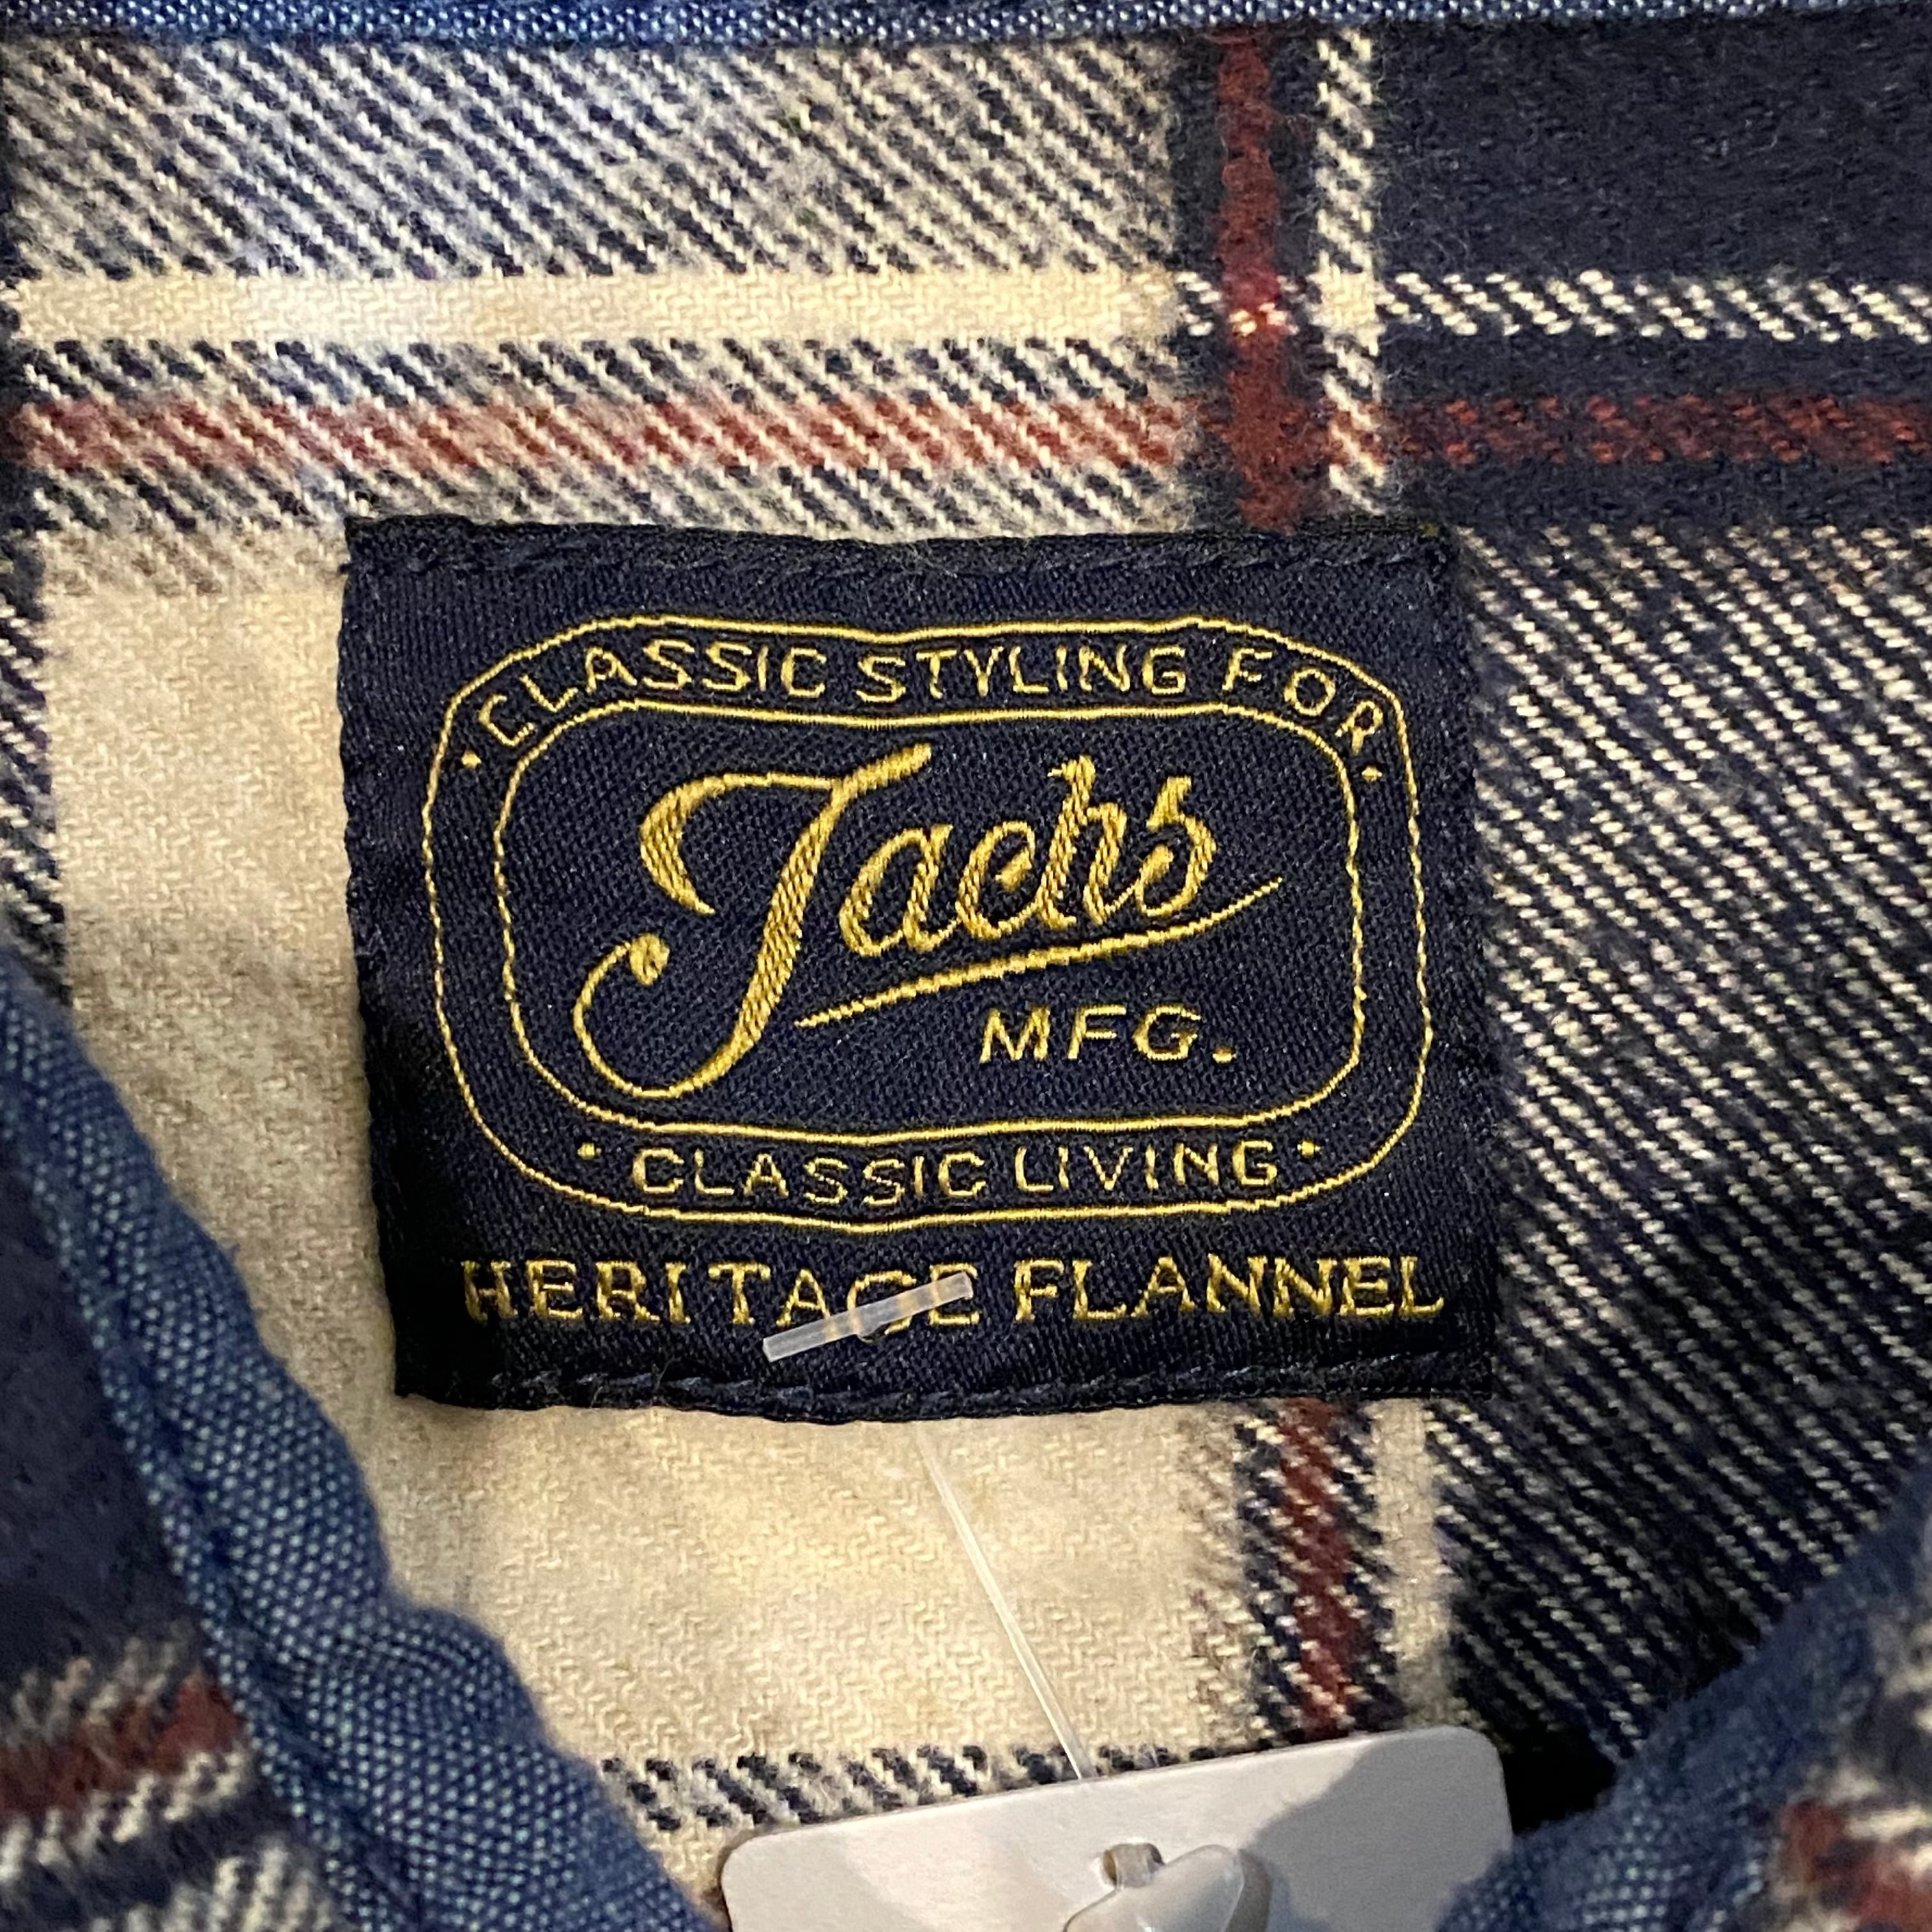 CLASSIC STYLING FOR
Jachs
MFG.
CLASSIC LIVING
HERITAGE FLANNEL